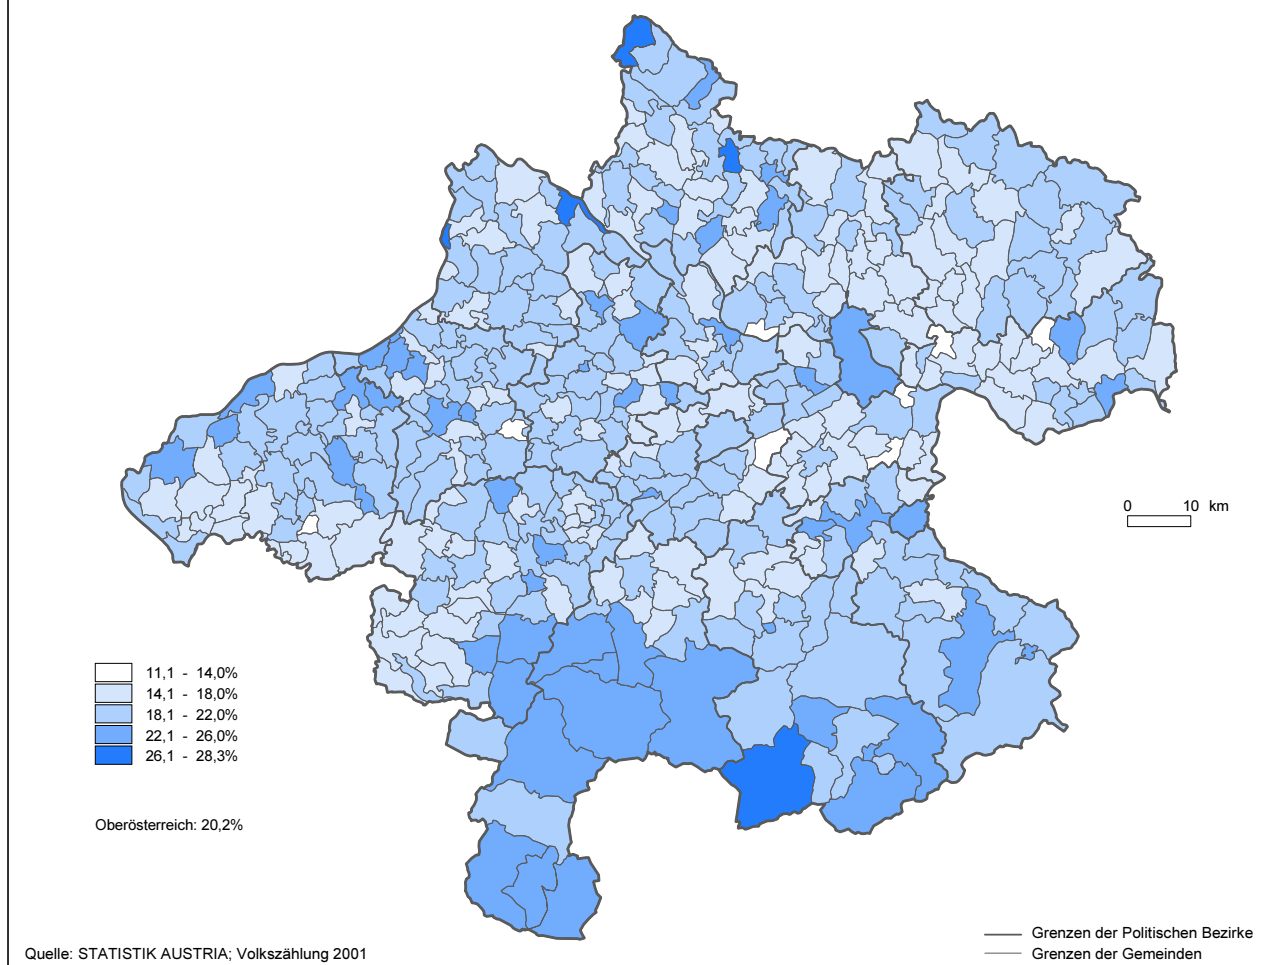 0 10 km
11,1 - 14,0%
14,1 - 18,0%
18,1 - 22,0%
22,1 - 26,0%
26,1 - 28,3%
Oberösterreich: 20,2%
Grenzen der Politischen Bezirke
Quelle: STATISTIK AUSTRIA; Volkszählung 2001
Grenzen der Gemeinden